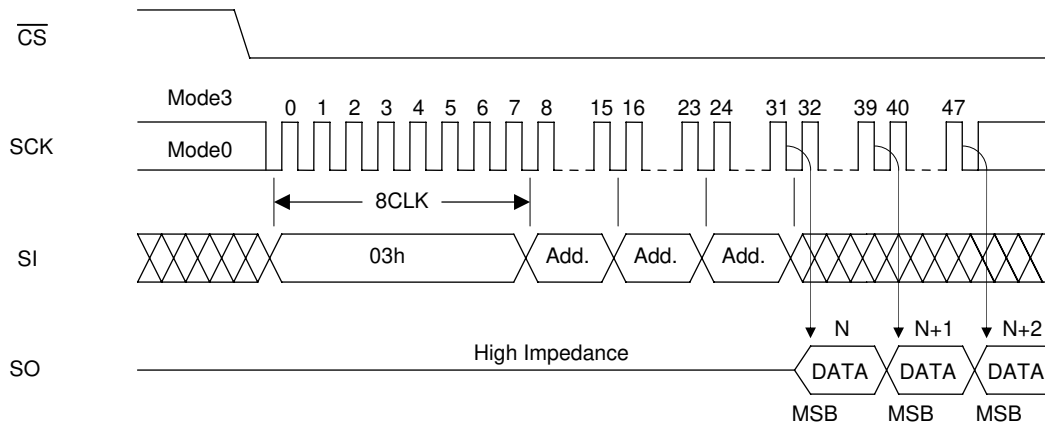 CS
Mode3
0 1 2 3 4 5 6 7 8 15 16 23 24 31 32 39 40 47
SCK
Mode0
8CLK
SI
03h Add. Add. Add.
N N+1 N+2
High Impedance
SO
DATA DATA DATA
MSB MSB MSB